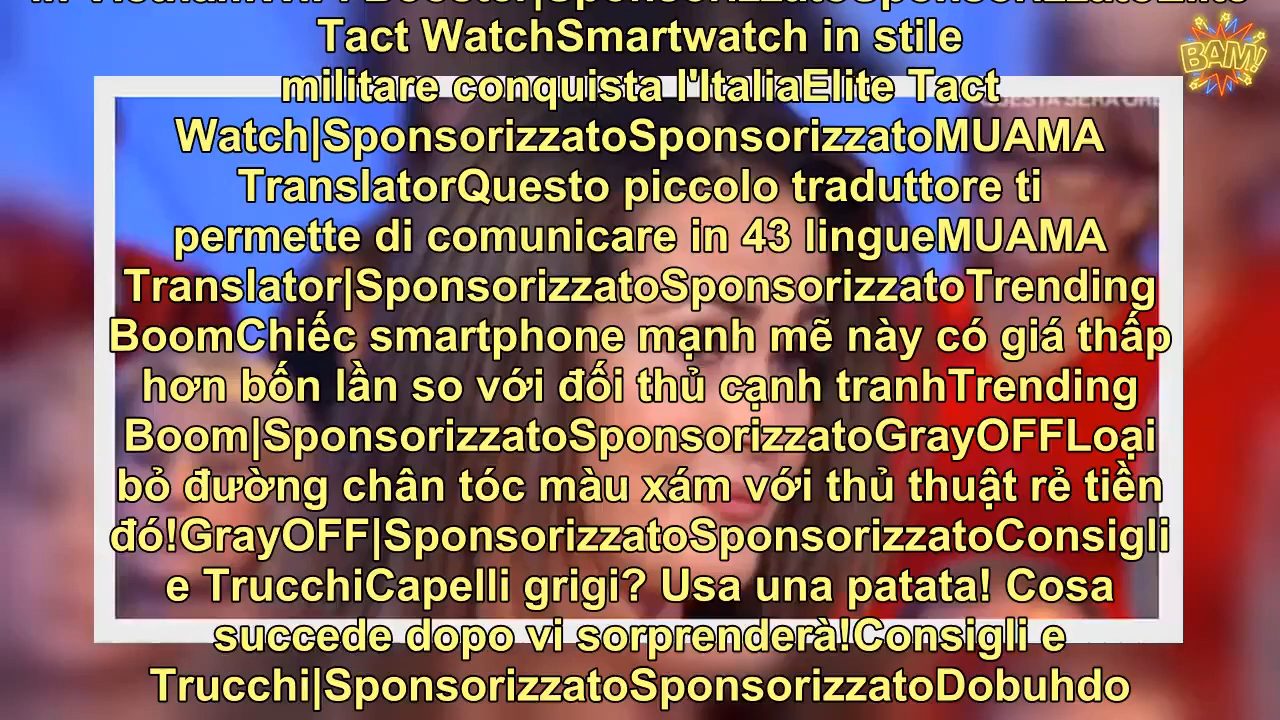 Tact WatchSmartwatch in stile
militare conquista l'ItaliaElite Tact
Watch|SponsorizzatoSponsorizzatoMUAMA
TranslatorQuesto piccolo traduttore ti
permette di comunicare in 43 lingueMUAMA
Translator|SponsorizzatoSponsorizzatoTrending
BoomChiếc smartphone mạnh mẽ này có giá thấp
hơn bốn lần so với đối thủ cạnh tranhTrending
Boom|SponsorizzatoSponsorizzatoGrayOFFLoại
bỏ đường chân tóc màu xám với thủ thuật rẻ tiền
đó!GrayOFF|SponsorizzatoSponsorizzatoConsigli
e TrucchiCapelli grigi? Usa una patata! Cosa
succede dopo vi sorprenderà!Consigli e
Trucchi|SponsorizzatoSponsorizzatoDobuhdo
BAM!